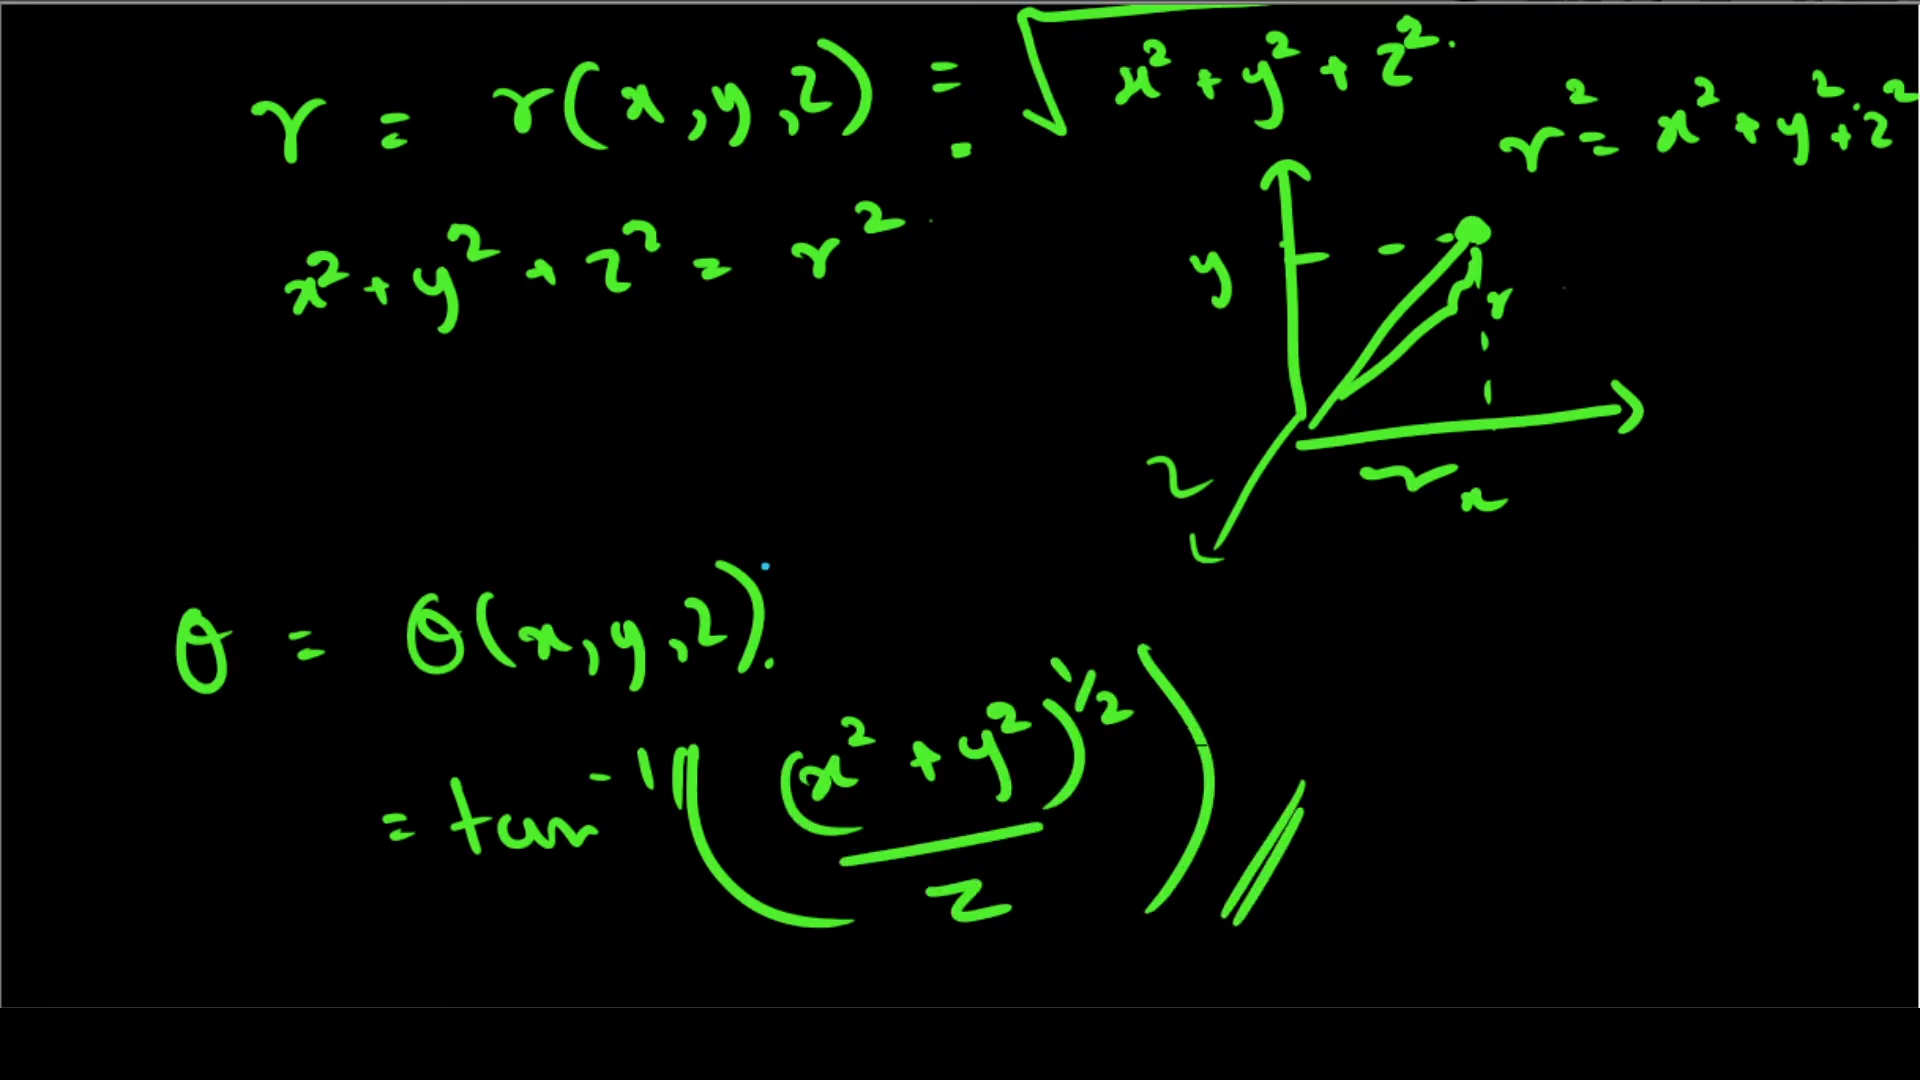 r = r(x,y,z) = √x²+y²+z²
r² = x²+y²+z²
x²+y²+z² = r²
y
r
z
x
θ = θ(x,y,z).
= tan⁻¹((x²+y²)^1/2 / z) //